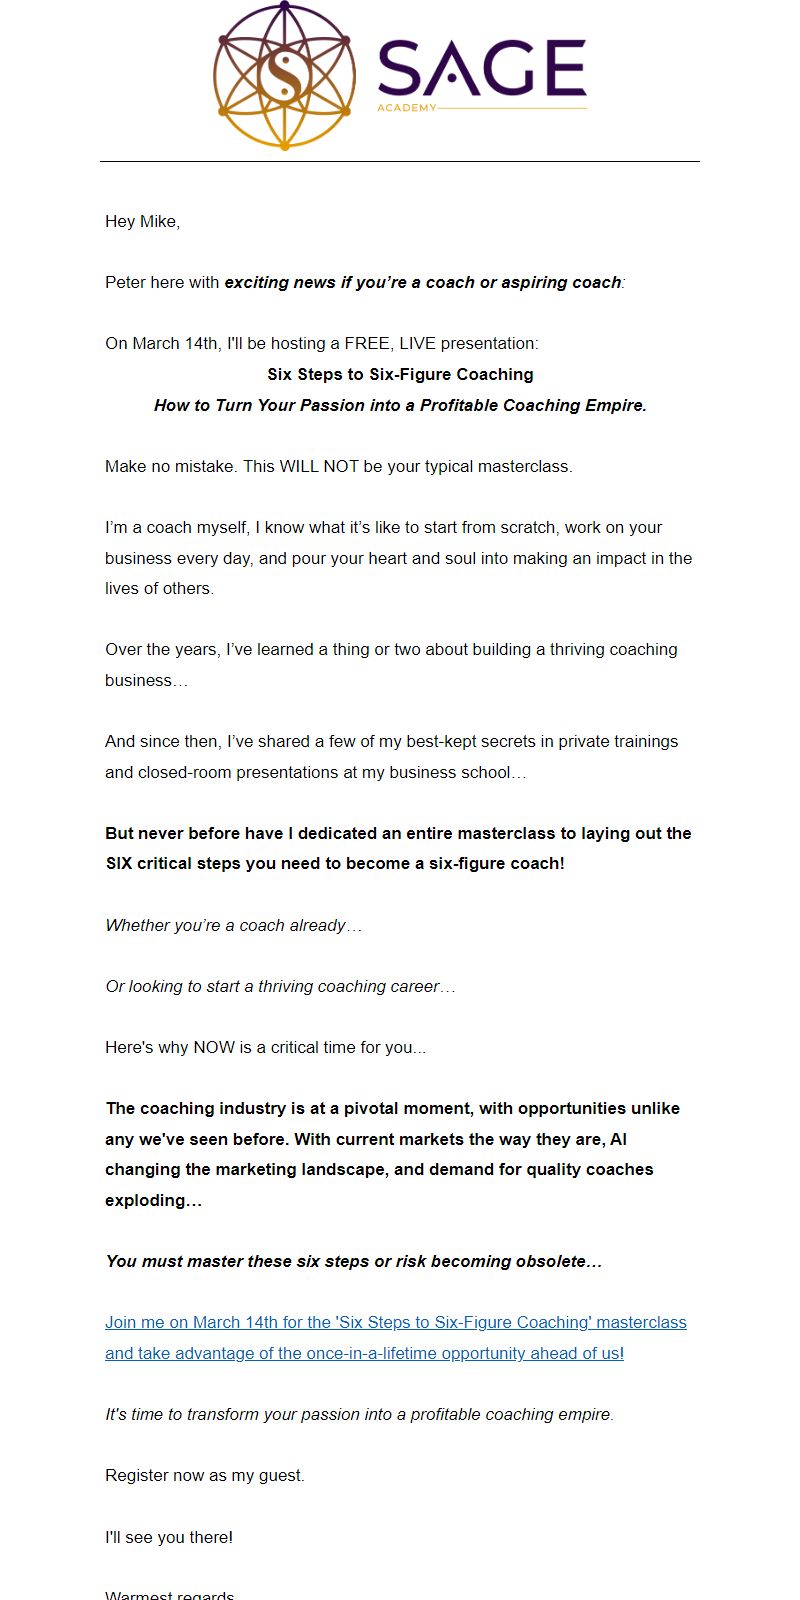 SAGE
ACADEMY
Hey Mike,
Peter here with exciting news if you’re a coach or aspiring coach:
On March 14th, I'll be hosting a FREE, LIVE presentation:
Six Steps to Six-Figure Coaching
How to Turn Your Passion into a Profitable Coaching Empire.
Make no mistake. This WILL NOT be your typical masterclass.
I’m a coach myself, I know what it’s like to start from scratch, work on your
business every day, and pour your heart and soul into making an impact in the
lives of others.
Over the years, I’ve learned a thing or two about building a thriving coaching
business…
And since then, I’ve shared a few of my best-kept secrets in private trainings
and closed-room presentations at my business school…
But never before have I dedicated an entire masterclass to laying out the
SIX critical steps you need to become a six-figure coach!
Whether you’re a coach already…
Or looking to start a thriving coaching career…
Here's why NOW is a critical time for you...
The coaching industry is at a pivotal moment, with opportunities unlike
any we've seen before. With current markets the way they are, AI
changing the marketing landscape, and demand for quality coaches
exploding…
You must master these six steps or risk becoming obsolete…
Join me on March 14th for the 'Six Steps to Six-Figure Coaching' masterclass
and take advantage of the once-in-a-lifetime opportunity ahead of us!
It's time to transform your passion into a profitable coaching empire.
Register now as my guest.
I'll see you there!
Warmest regards